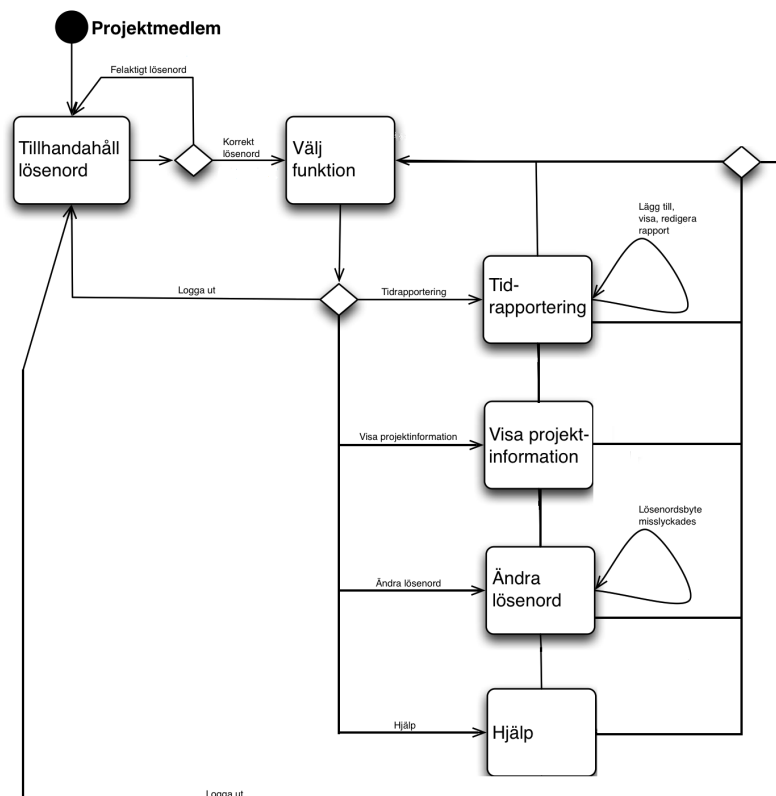 Projektmedlem
Felaktigt lösenord
Tillhandahåll
lösenord
Korrekt
lösenord
Välj
funktion
Lägg till,
visa, redigera
rapport
Logga ut
Tidrapportering
Tid-
rapportering
Visa projektinformation
Visa projekt-
information
Lösenordsbyte
misslyckades
Ändra lösenord
Ändra
lösenord
Hjälp
Hjälp
Logga ut